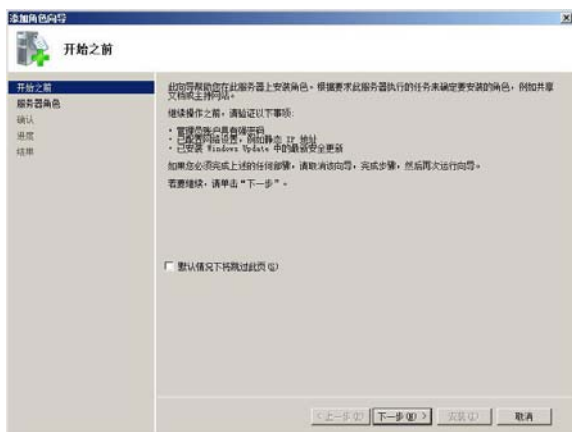 添加角色向导
开始之前
开始之前
服务器角色
确认
进度
结果
此向导帮助您在此服务器上安装角色。根据要求此服务器执行的任务来确定要安装的角色，例如共享
文档或主持网站。
继续操作之前，请验证以下事项:
• 管理员帐户具有强密码
• 已配置网络设置，例如静态 IP 地址
• 已安装 Windows Update 中的最新安全更新
如果您必须完成上述的任何步骤，请取消该向导，完成步骤，然后再次运行向导。
若要继续，请单击“下一步”。
默认情况下将跳过此页(S)
< 上一步(P)
下一步(N) >
安装(I)
取消